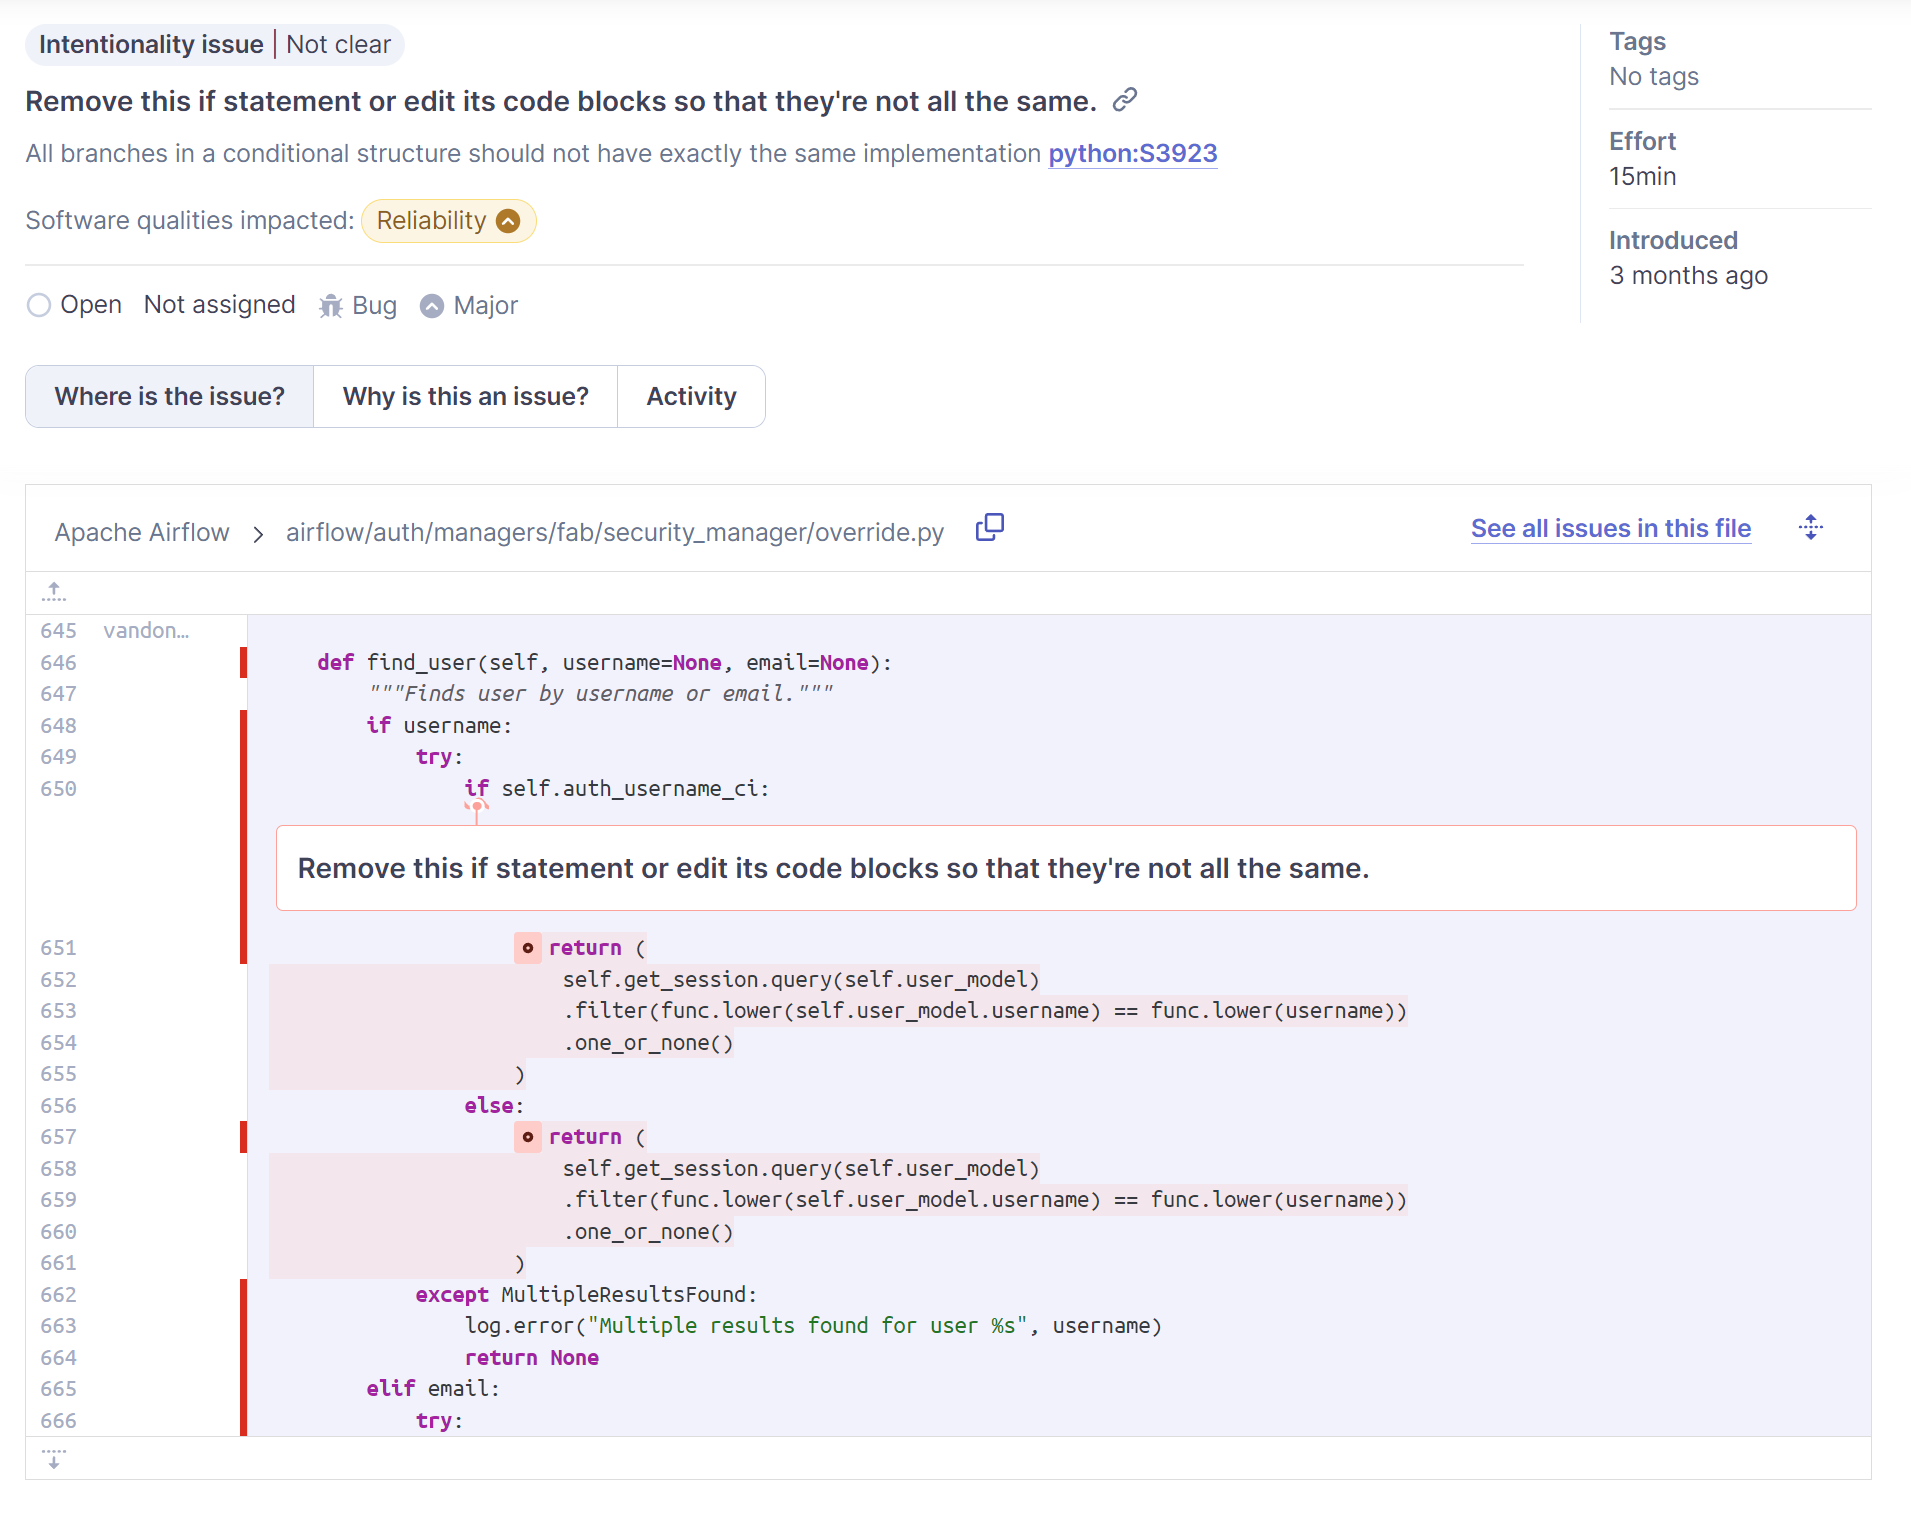 Intentionality issue | Not clear
Remove this if statement or edit its code blocks so that they're not all the same.
All branches in a conditional structure should not have exactly the same implementation python:S3923
Software qualities impacted: Reliability
Open Not assigned Bug Major
Tags
No tags
Effort
15min
Introduced
3 months ago
Where is the issue? Why is this an issue? Activity
Apache Airflow > airflow/auth/managers/fab/security_manager/override.py See all issues in this file
645 vandon...
646 def find_user(self, username=None, email=None):
647 """Finds user by username or email."""
648 if username:
649 try:
650 if self.auth_username_ci:
Remove this if statement or edit its code blocks so that they're not all the same.
651 return (
652 self.get_session.query(self.user_model)
653 .filter(func.lower(self.user_model.username) == func.lower(username))
654 .one_or_none()
655 )
656 else:
657 return (
658 self.get_session.query(self.user_model)
659 .filter(func.lower(self.user_model.username) == func.lower(username))
660 .one_or_none()
661 )
662 except MultipleResultsFound:
663 log.error("Multiple results found for user %s", username)
664 return None
665 elif email:
666 try: